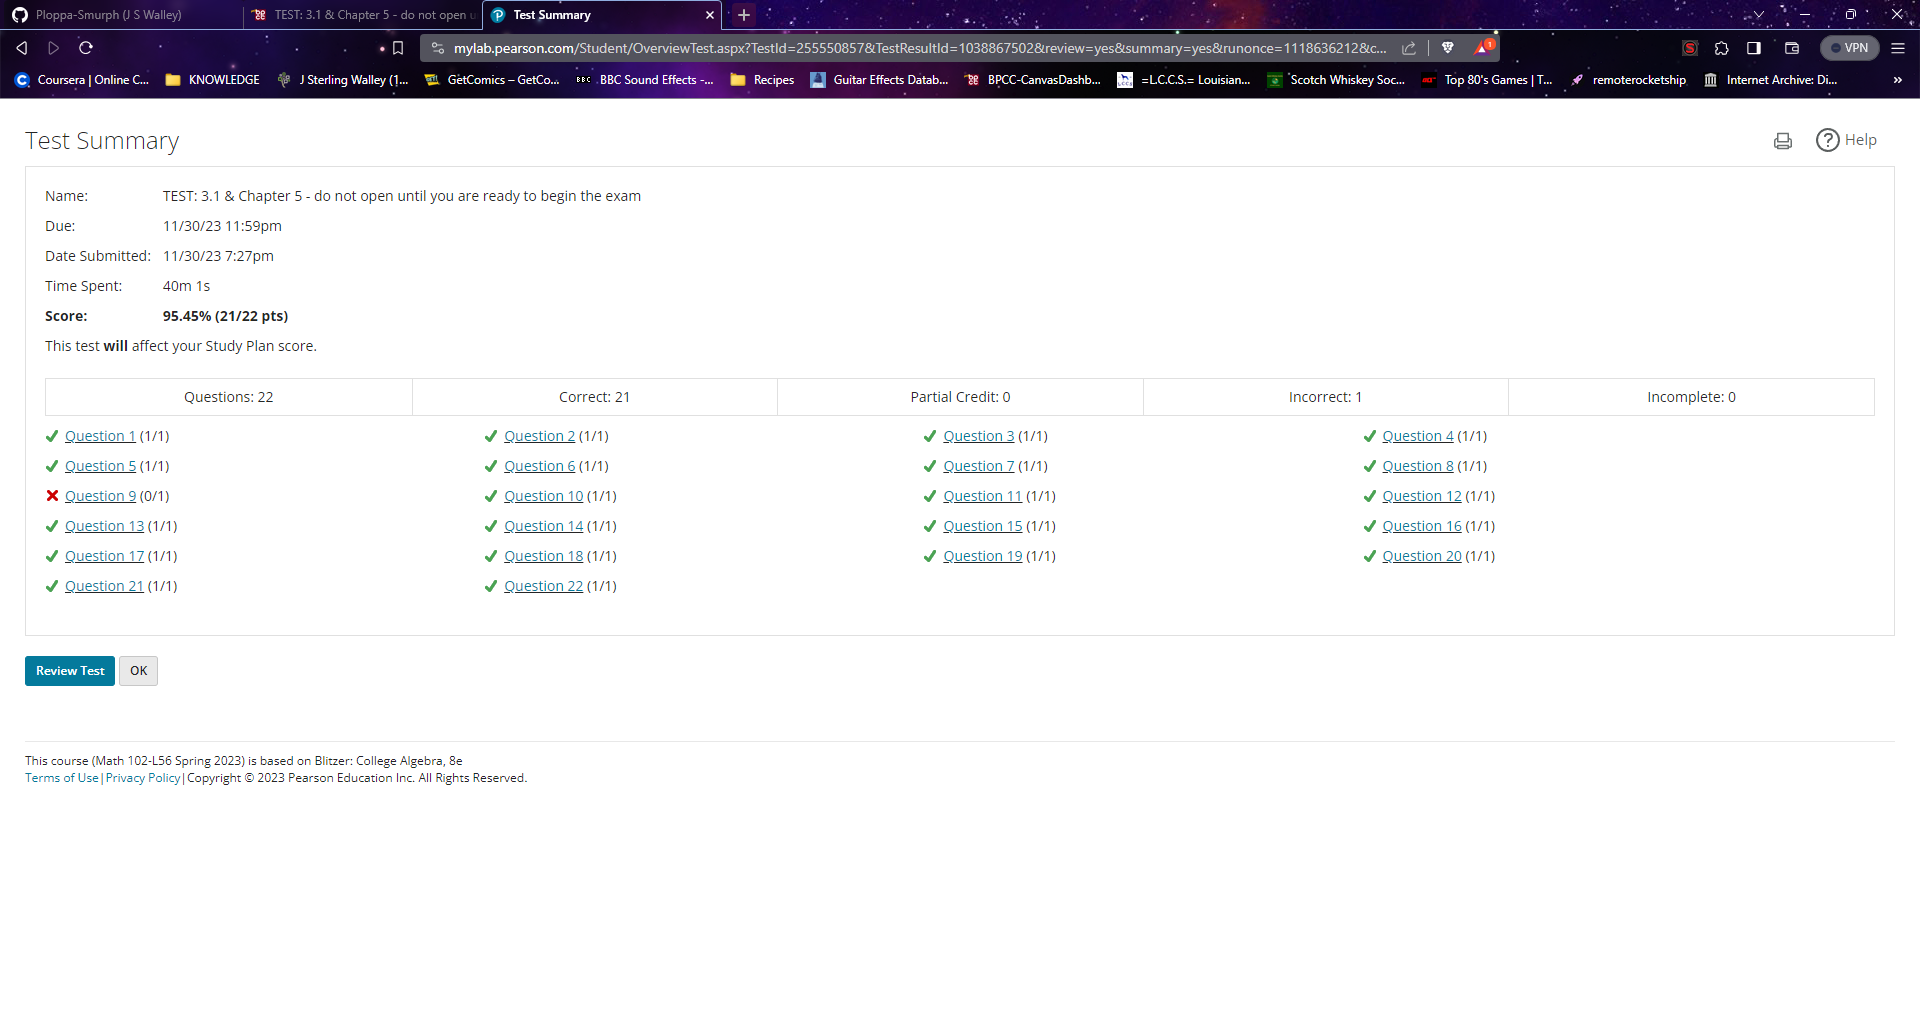 Ploppa-Smurph (J S Walley)
TEST: 3.1 & Chapter 5 - do not open u
Test Summary
mylab.pearson.com/Student/OverviewTest.aspx?TestId=255550857&TestResultId=1038867502&review=yes&summary=yes&runonce=1118636212&c...
1
VPN
Coursera | Online C...
KNOWLEDGE
J Sterling Walley (1...
GetComics – GetCo...
BBC
BBC Sound Effects -...
Recipes
Guitar Effects Datab...
BPCC-CanvasDashb...
=L.C.C.S.= Louisian...
Scotch Whiskey Soc...
Top 80's Games | T...
remoterocketship
Internet Archive: Di...
»
Test Summary
? Help
Name: TEST: 3.1 & Chapter 5 - do not open until you are ready to begin the exam
Due: 11/30/23 11:59pm
Date Submitted: 11/30/23 7:27pm
Time Spent: 40m 1s
Score: 95.45% (21/22 pts)
This test will affect your Study Plan score.
Questions: 22 Correct: 21 Partial Credit: 0 Incorrect: 1 Incomplete: 0
Question 1 (1/1) Question 2 (1/1) Question 3 (1/1) Question 4 (1/1)
Question 5 (1/1) Question 6 (1/1) Question 7 (1/1) Question 8 (1/1)
Question 9 (0/1) Question 10 (1/1) Question 11 (1/1) Question 12 (1/1)
Question 13 (1/1) Question 14 (1/1) Question 15 (1/1) Question 16 (1/1)
Question 17 (1/1) Question 18 (1/1) Question 19 (1/1) Question 20 (1/1)
Question 21 (1/1) Question 22 (1/1)
Review Test OK
This course (Math 102-L56 Spring 2023) is based on Blitzer: College Algebra, 8e
Terms of Use | Privacy Policy | Copyright © 2023 Pearson Education Inc. All Rights Reserved.